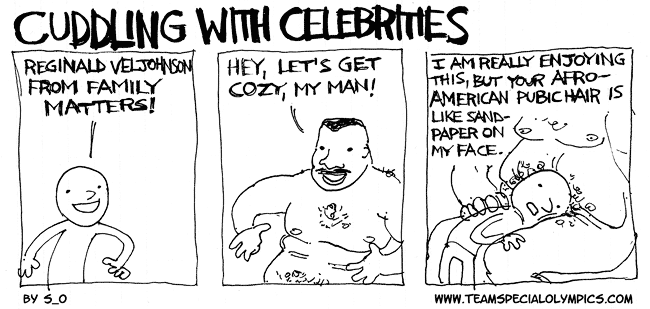 CUDDLING WITH CELEBRITIES
REGINALD VELJOHNSON
FROM FAMILY
MATTERS!
HEY, LET'S GET
COZY, MY MAN!
I AM REALLY ENJOYING
THIS, BUT YOUR AFRO-
AMERICAN PUBIC HAIR IS
LIKE SAND-
PAPER ON
MY FACE.
BY S_O
WWW.TEAMSPECIALOLYMPICS.COM